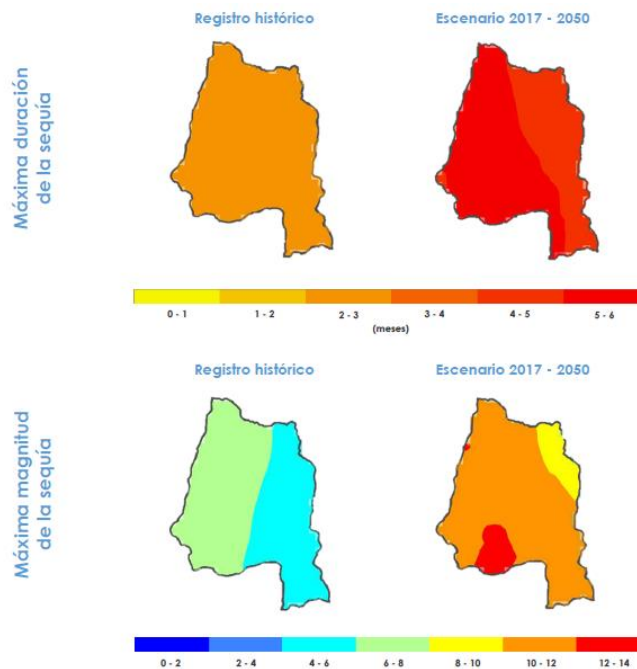 Registro histórico
Escenario 2017 - 2050
Máxima duración
de la sequía
0 - 1
1 - 2
2 - 3
3 - 4
4 - 5
5 - 6
(meses)
Registro histórico
Escenario 2017 - 2050
Máxima magnitud
de la sequía
0 - 2
2 - 4
4 - 6
6 - 8
8 - 10
10 - 12
12 - 14